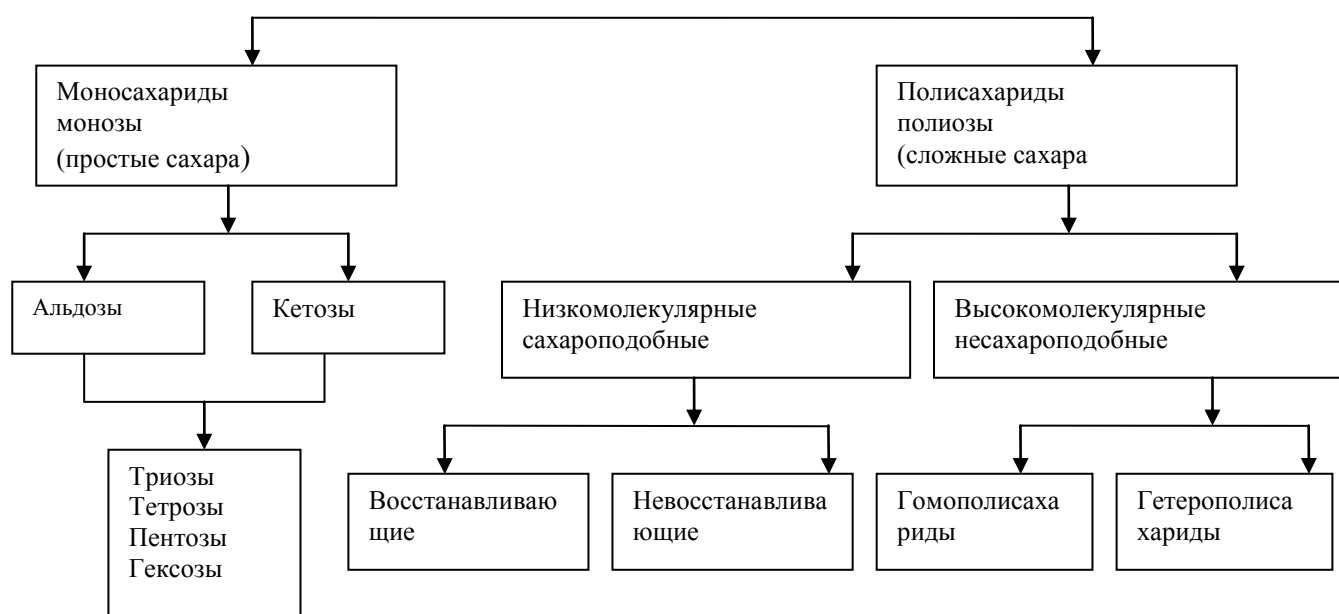 Моносахариды
монозы
(простые сахара)
Полисахариды
полиозы
(сложные сахара
Альдозы
Кетозы
Низкомолекулярные
сахароподобные
Высокомолекулярные
несахароподобные
Триозы
Тетрозы
Пентозы
Гексозы
Восстанавливаю
щие
Невосстанавлива
ющие
Гомополисаха
риды
Гетерополиса
хариды